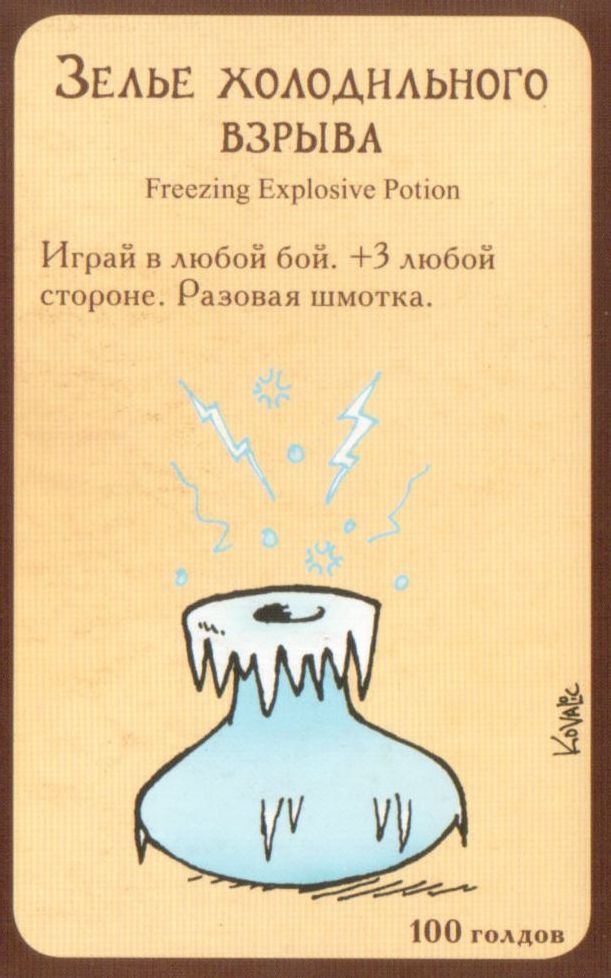 Зелье холодильного
взрыва
Freezing Explosive Potion
Играй в любой бой. +3 любой
стороне. Разовая шмотка.
KOVALIC
100 голдов